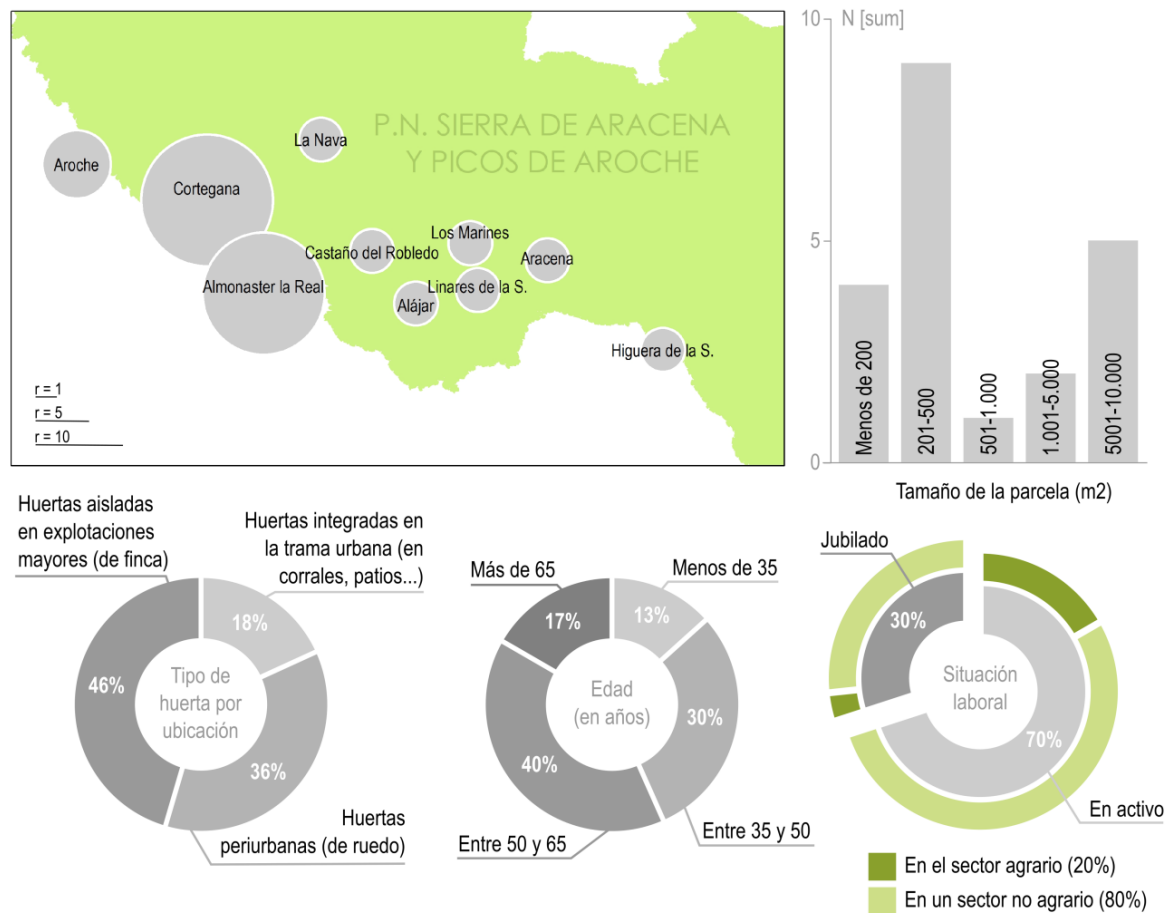 P.N. SIERRA DE ARACENA
Y PICOS DE AROCHE
La Nava
Aroche
Cortegana
Los Marines
Castaño del Robledo
Aracena
Almonaster la Real
Linares de la S.
Alájar
Higuera de la S.
r = 1
r = 5
r = 10
N [sum]
10
5
0
Menos de 200
201-500
501-1.000
1.001-5.000
5001-10.000
Tamaño de la parcela (m2)
Huertas aisladas
en explotaciones
mayores (de finca)
Huertas integradas en
la trama urbana (en
corrales, patios...)
18%
46%
36%
Tipo de
huerta por
ubicación
Huertas
periurbanas (de ruedo)
Más de 65
Menos de 35
17%
13%
30%
40%
Edad
(en años)
Entre 50 y 65
Entre 35 y 50
Jubilado
30%
Situación
laboral
70%
En activo
En el sector agrario (20%)
En un sector no agrario (80%)